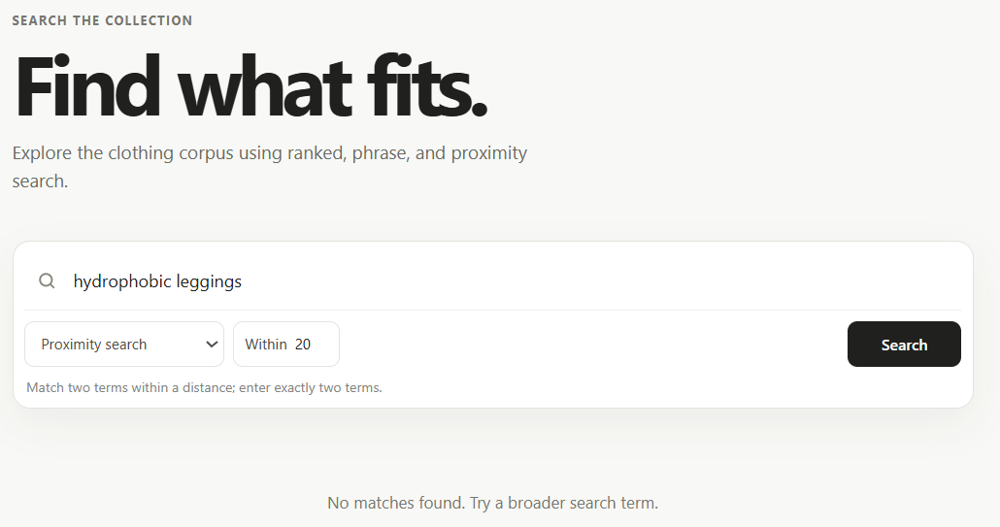 SEARCH THE COLLECTION
Find what fits.
Explore the clothing corpus using ranked, phrase, and proximity
search.
hydrophobic leggings
Proximity search
Within 20
Search
Match two terms within a distance; enter exactly two terms.
No matches found. Try a broader search term.